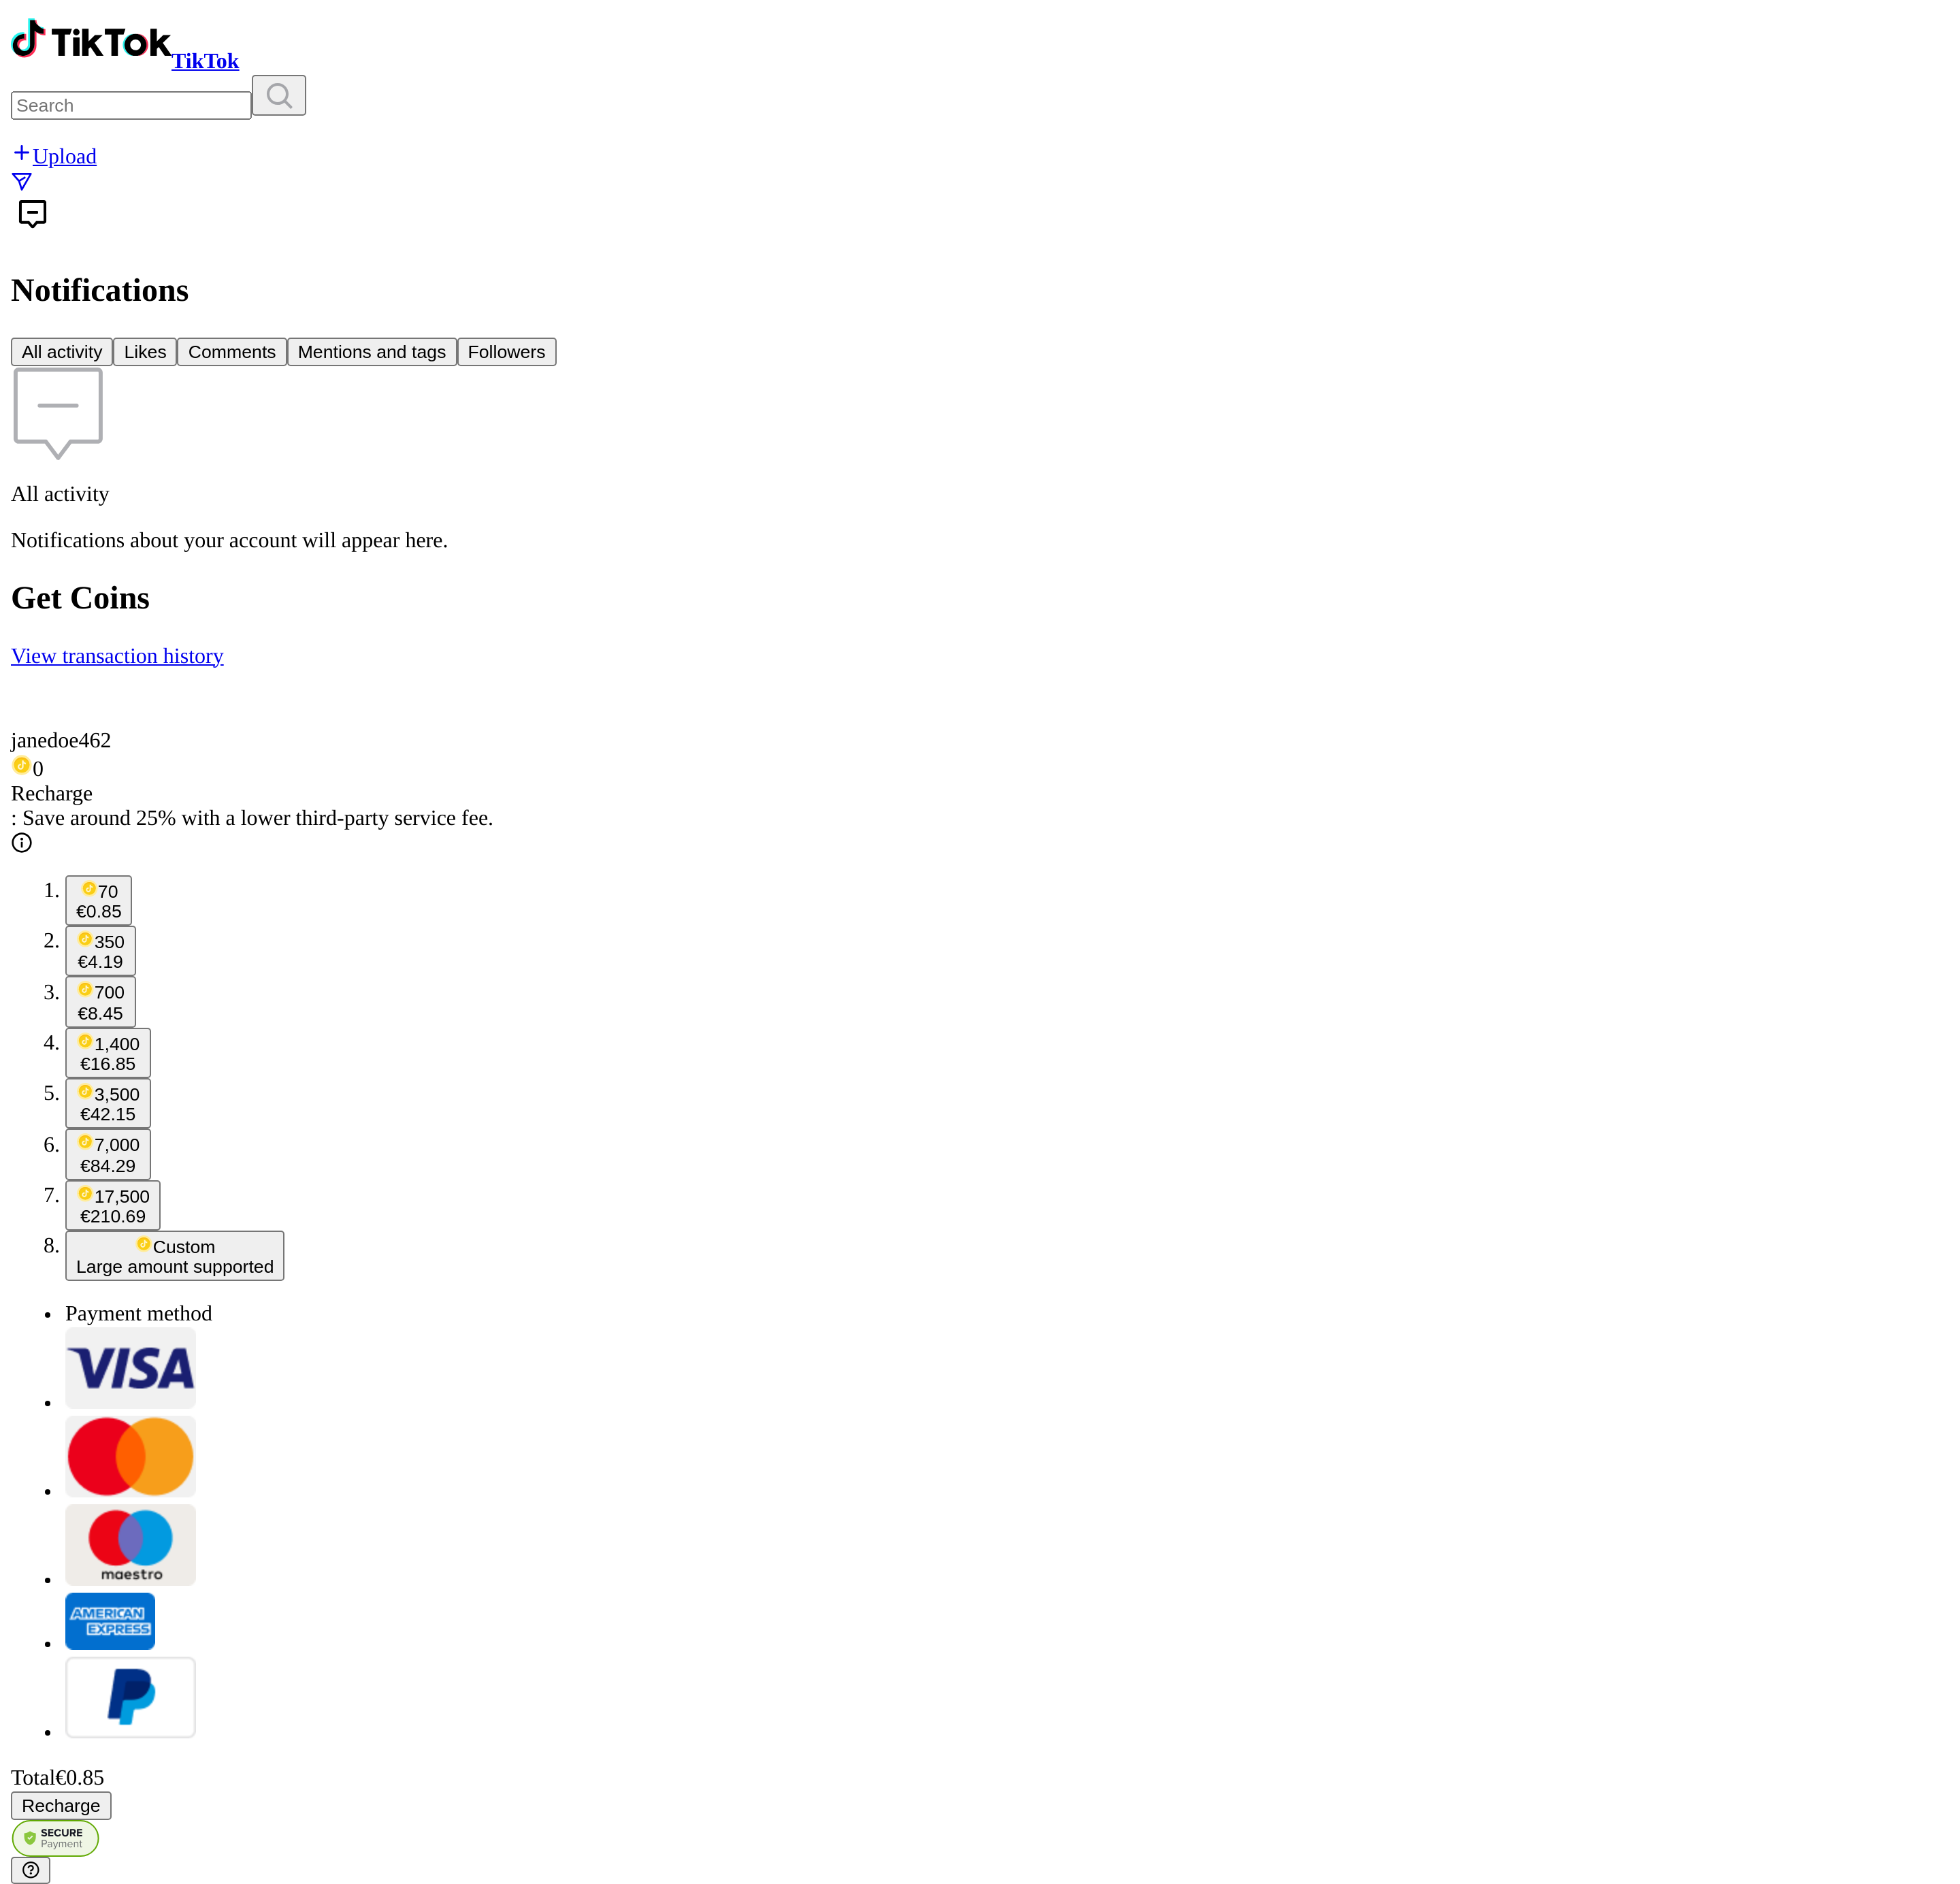 TikTok TikTok
Search
Upload
Notifications
All activity Likes Comments Mentions and tags Followers
All activity
Notifications about your account will appear here.
Get Coins
View transaction history
janedoe462
0
Recharge
: Save around 25% with a lower third-party service fee.
1. 70
€0.85
2. 350
€4.19
3. 700
€8.45
4. 1,400
€16.85
5. 3,500
€42.15
6. 7,000
€84.29
7. 17,500
€210.69
8. Custom
Large amount supported
• Payment method
• VISA
•
• maestro
• AMERICAN
EXPRESS
•
Total€0.85
Recharge
SECURE
Payment